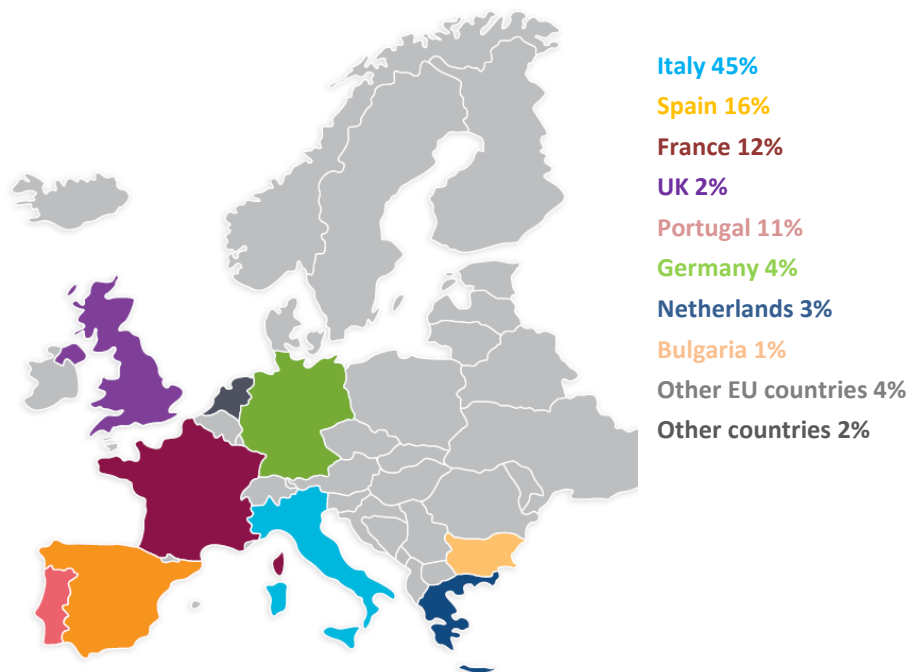 Italy 45%
Spain 16%
France 12%
UK 2%
Portugal 11%
Germany 4%
Netherlands 3%
Bulgaria 1%
Other EU countries 4%
Other countries 2%